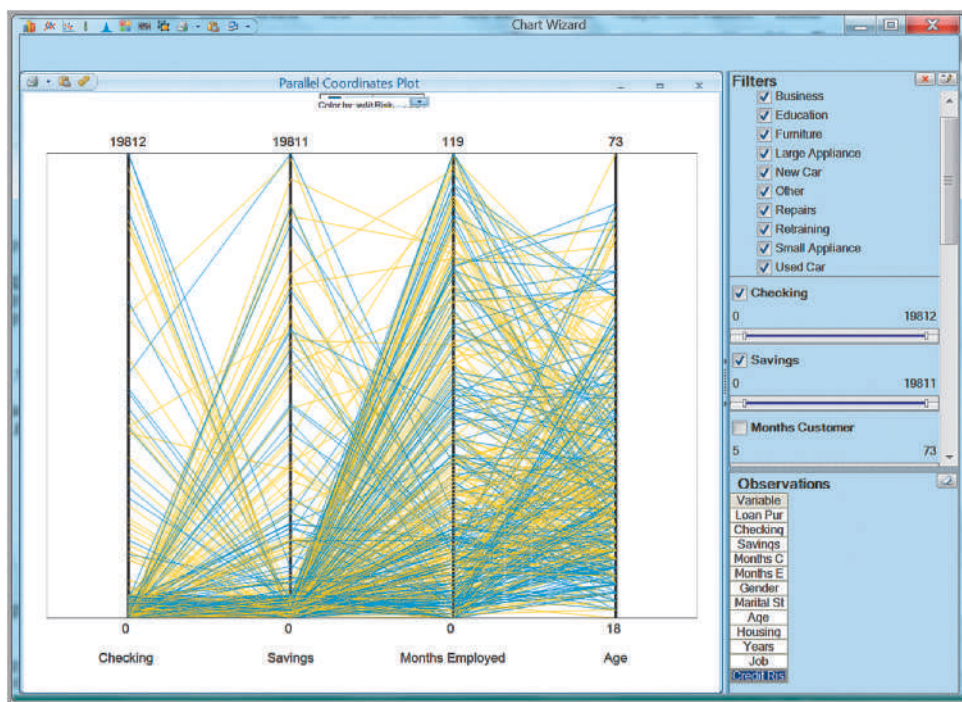 Chart Wizard
Parallel Coordinates Plot
19812 19811 119 73
0 0 0 18
Checking Savings Months Employed Age
Filters
Business
Education
Furniture
Large Appliance
New Car
Other
Repairs
Retraining
Small Appliance
Used Car
Checking
0 19812
Savings
0 19811
Months Customer
5 73
Observations
Variable
Loan Pur
Checking
Savings
Months C
Months E
Gender
Marital St
Age
Housing
Years
Job
Credit Ris